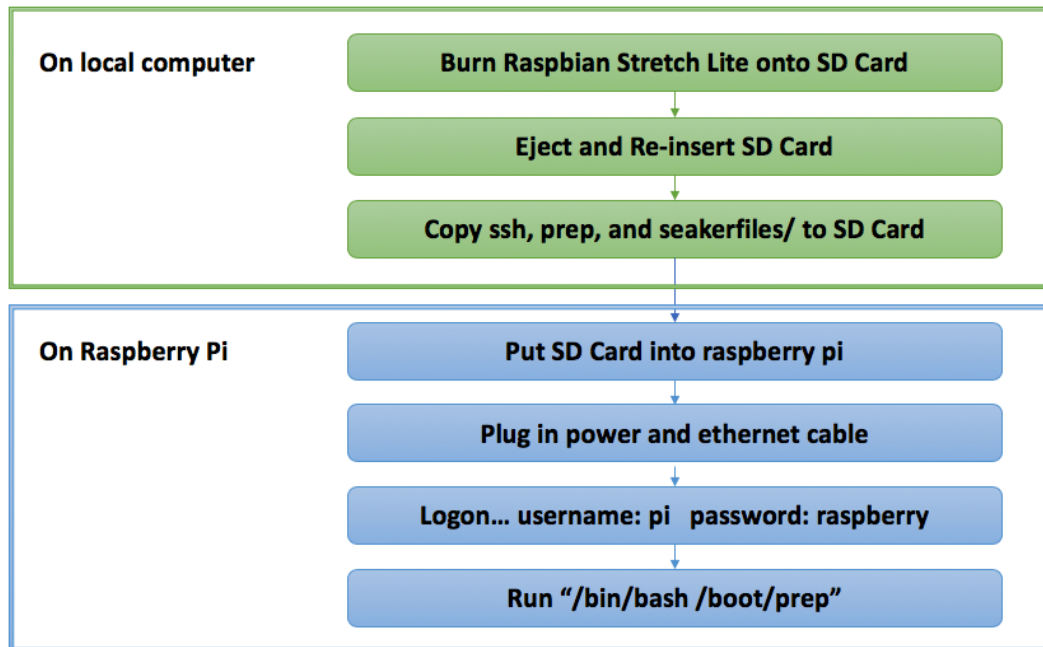 On local computer
Burn Raspbian Stretch Lite onto SD Card
Eject and Re-insert SD Card
Copy ssh, prep, and seakerfiles/ to SD Card
On Raspberry Pi
Put SD Card into raspberry pi
Plug in power and ethernet cable
Logon… username: pi   password: raspberry
Run “/bin/bash /boot/prep”